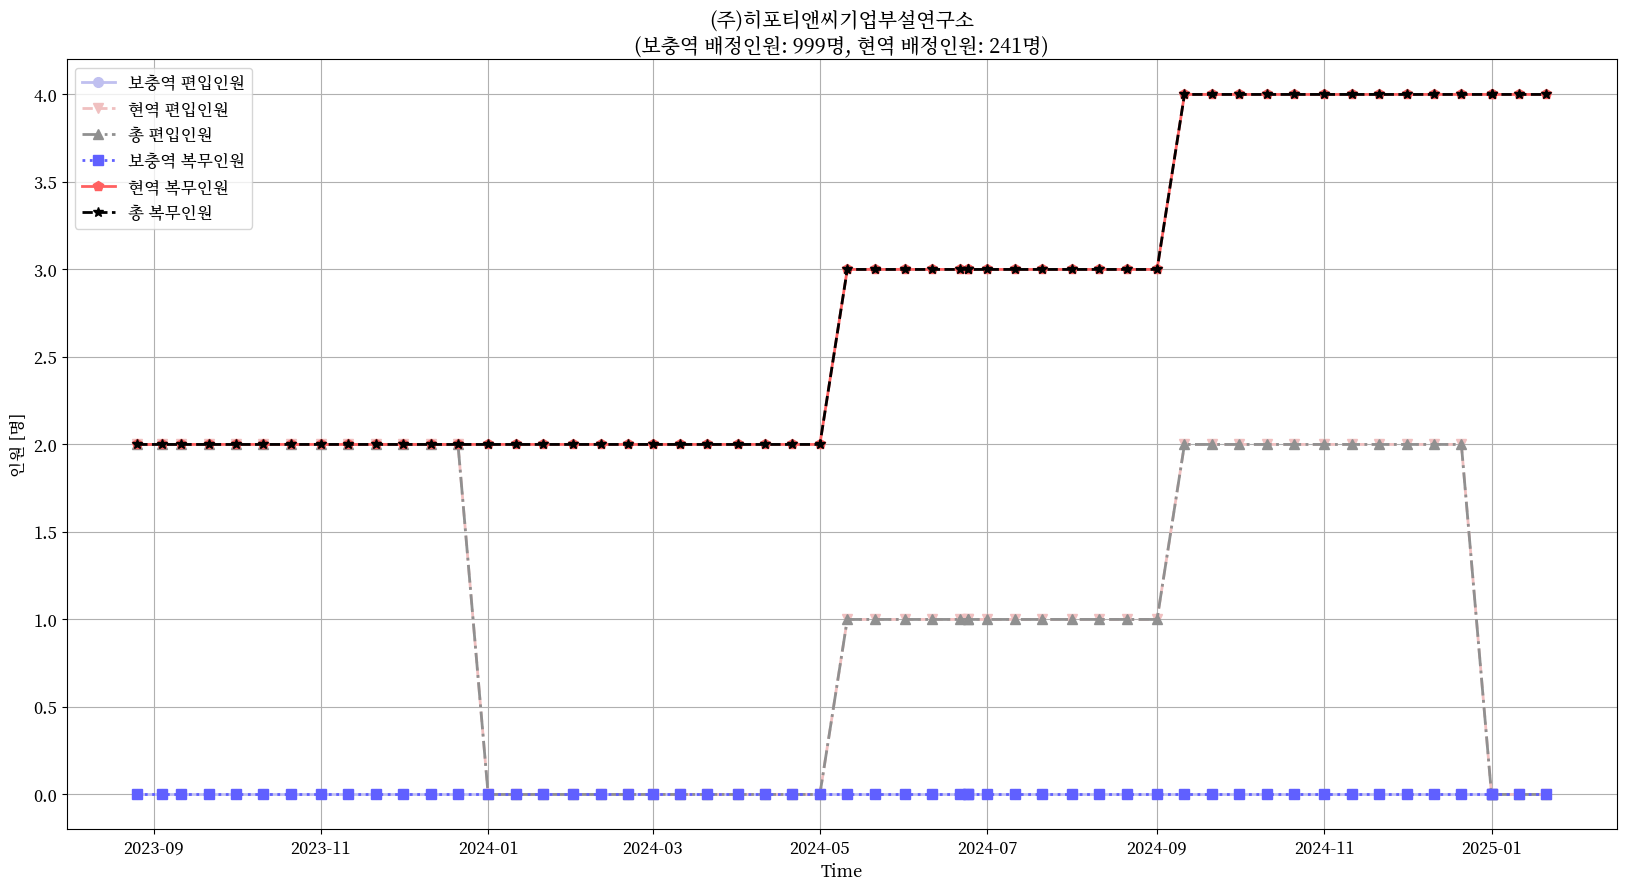 (주)히포티앤씨기업부설연구소
(보충역 배정인원: 999명, 현역 배정인원: 241명)
보충역 편입인원
현역 편입인원
총 편입인원
보충역 복무인원
현역 복무인원
총 복무인원
4.0
3.5
3.0
2.5
2.0
1.5
1.0
0.5
0.0
인원 [명]
2023-09
2023-11
2024-01
2024-03
2024-05
2024-07
2024-09
2024-11
2025-01
Time